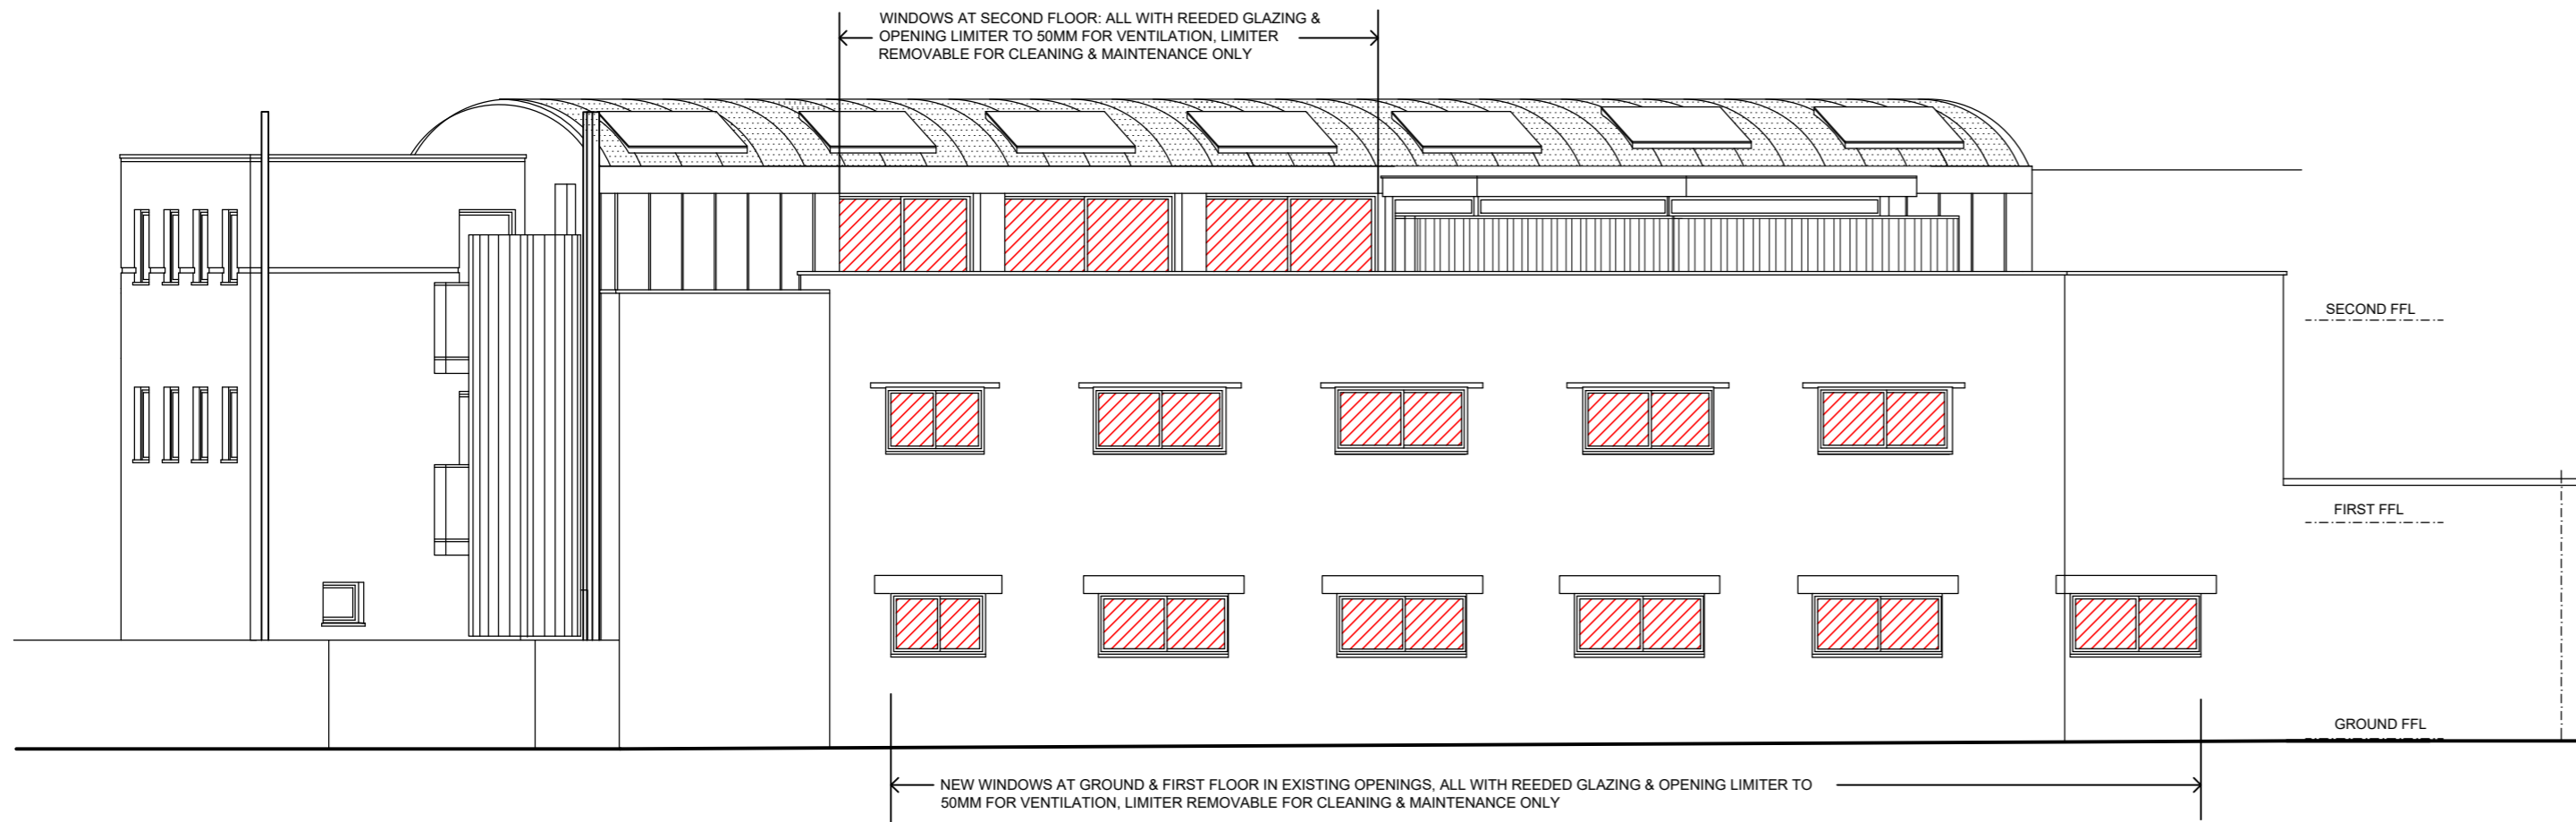 WINDOWS AT SECOND FLOOR: ALL WITH REEDED GLAZING &
OPENING LIMITER TO 50MM FOR VENTILATION, LIMITER
REMOVABLE FOR CLEANING & MAINTENANCE ONLY
SECOND FFL
FIRST FFL
GROUND FFL
NEW WINDOWS AT GROUND & FIRST FLOOR IN EXISTING OPENINGS, ALL WITH REEDED GLAZING & OPENING LIMITER TO
50MM FOR VENTILATION, LIMITER REMOVABLE FOR CLEANING & MAINTENANCE ONLY